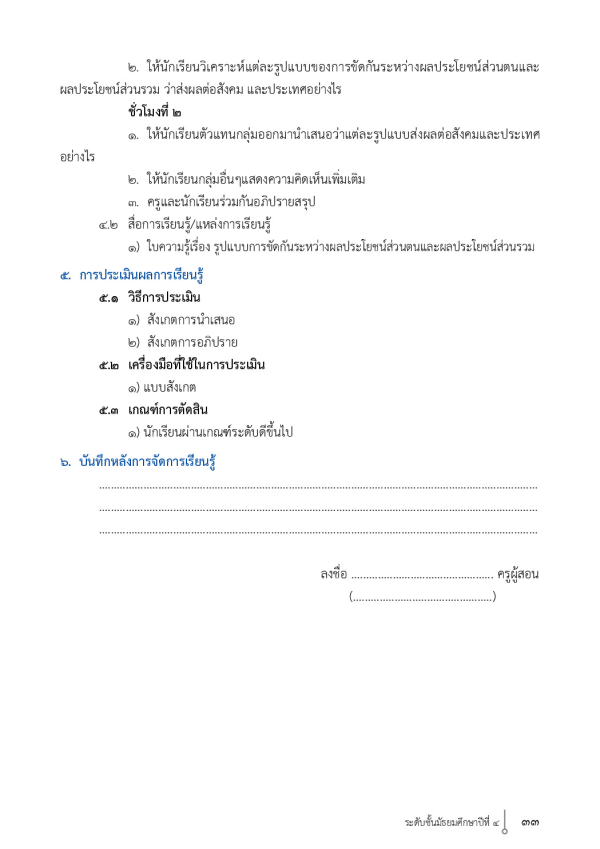 ๒. ให้นักเรียนวิเคราะห์แต่ละรูปแบบของการขัดกันระหว่างผลประโยชน์ส่วนตนและ
ผลประโยชน์ส่วนรวม ว่าส่งผลต่อสังคม และประเทศอย่างไร
ชั่วโมงที่ ๒
๑. ให้นักเรียนตัวแทนกลุ่มออกมานำเสนอว่าแต่ละรูปแบบส่งผลต่อสังคมและประเทศ
อย่างไร
๒. ให้นักเรียนกลุ่มอื่นๆแสดงความคิดเห็นเพิ่มเติม
๓. ครูและนักเรียนร่วมกันอภิปรายสรุป
๔.๒ สื่อการเรียนรู้/แหล่งการเรียนรู้
๑) ใบความรู้เรื่อง รูปแบบการขัดกันระหว่างผลประโยชน์ส่วนตนและผลประโยชน์ส่วนรวม
๕. การประเมินผลการเรียนรู้
๕.๑ วิธีการประเมิน
๑) สังเกตการนำเสนอ
๒) สังเกตการอภิปราย
๕.๒ เครื่องมือที่ใช้ในการประเมิน
๑) แบบสังเกต
๕.๓ เกณฑ์การตัดสิน
๑) นักเรียนผ่านเกณฑ์ระดับดีขึ้นไป
๖. บันทึกหลังการจัดการเรียนรู้
....................................................................................................................................................
....................................................................................................................................................
....................................................................................................................................................
ลงชื่อ ................................................ ครูผู้สอน
(...............................................)
ระดับชั้นมัธยมศึกษาปีที่ ๔ ๓๓